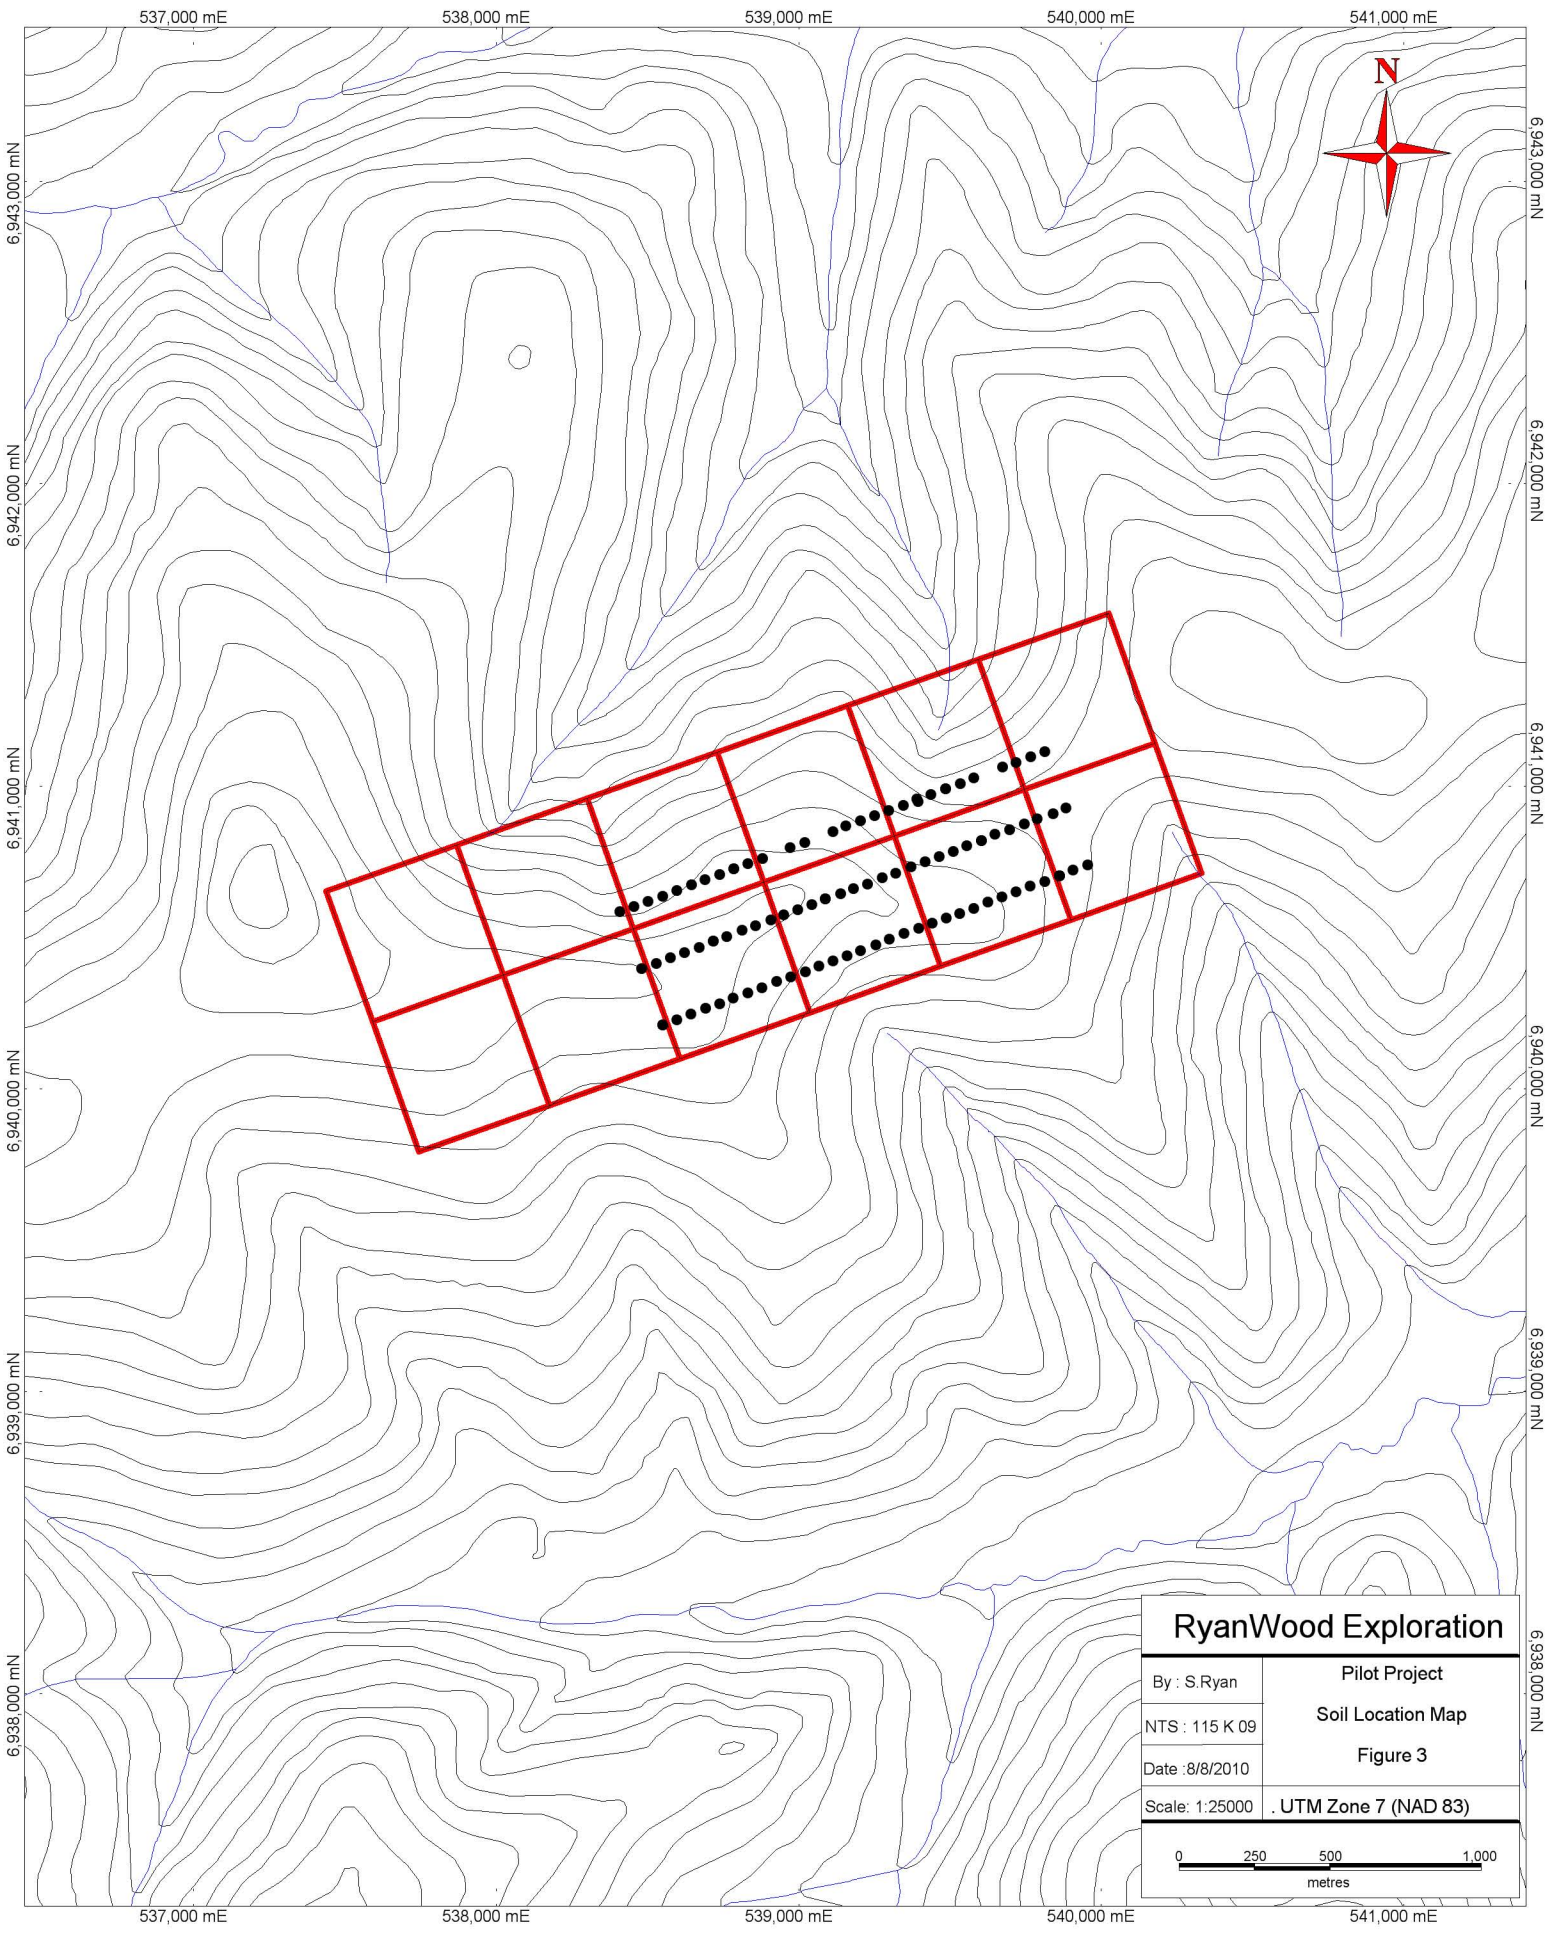 537,000 mE 538,000 mE 539,000 mE 540,000 mE 541,000 mE
N
6,943,000 mN 6,943,000 mN
6,942,000 mN 6,942,000 mN
6,941,000 mN 6,941,000 mN
6,940,000 mN 6,940,000 mN
6,939,000 mN 6,939,000 mN
6,938,000 mN 6,938,000 mN
RyanWood Exploration
By : S.Ryan
NTS : 115 K 09
Date :8/8/2010
Scale: 1:25000
Pilot Project
Soil Location Map
Figure 3
. UTM Zone 7 (NAD 83)
0 250 500 1,000
metres
537,000 mE 538,000 mE 539,000 mE 540,000 mE 541,000 mE